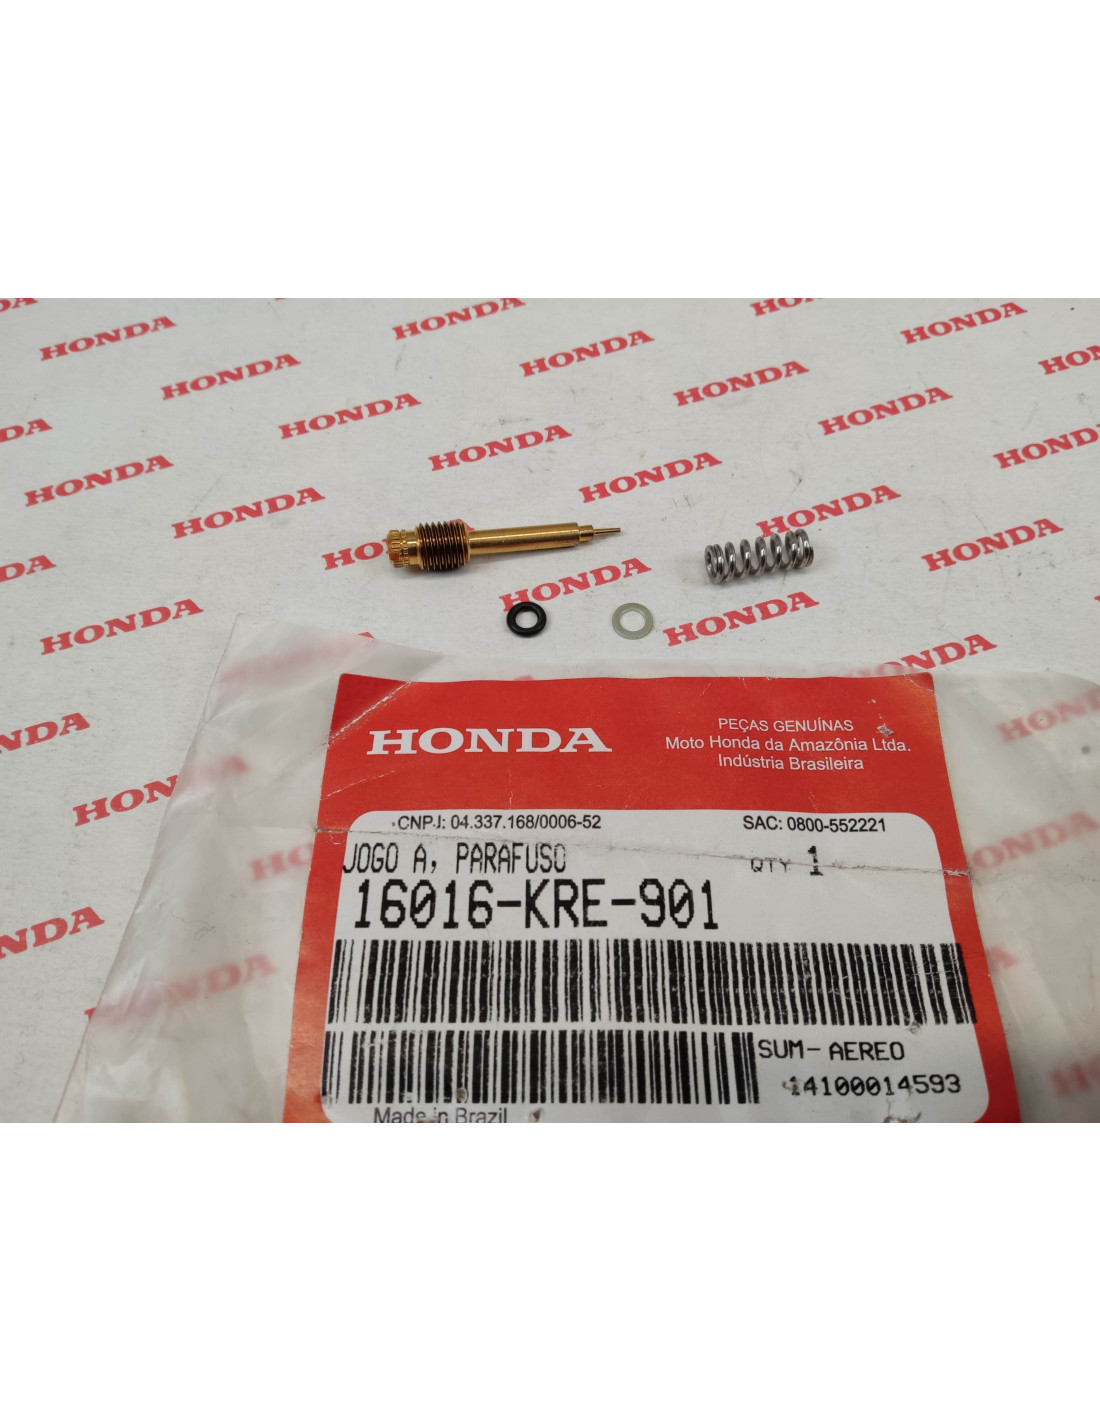 HONDA
PEÇAS GENUÍNAS
Moto Honda da Amazônia Ltda.
Indústria Brasileira
CNPJ: 04.337.168/0006-52
SAC: 0800-552221
JOGO A, PARAFUSO
QTY 1
16016-KRE-901
SUM-AEREO
14100014593
Made in Brazil